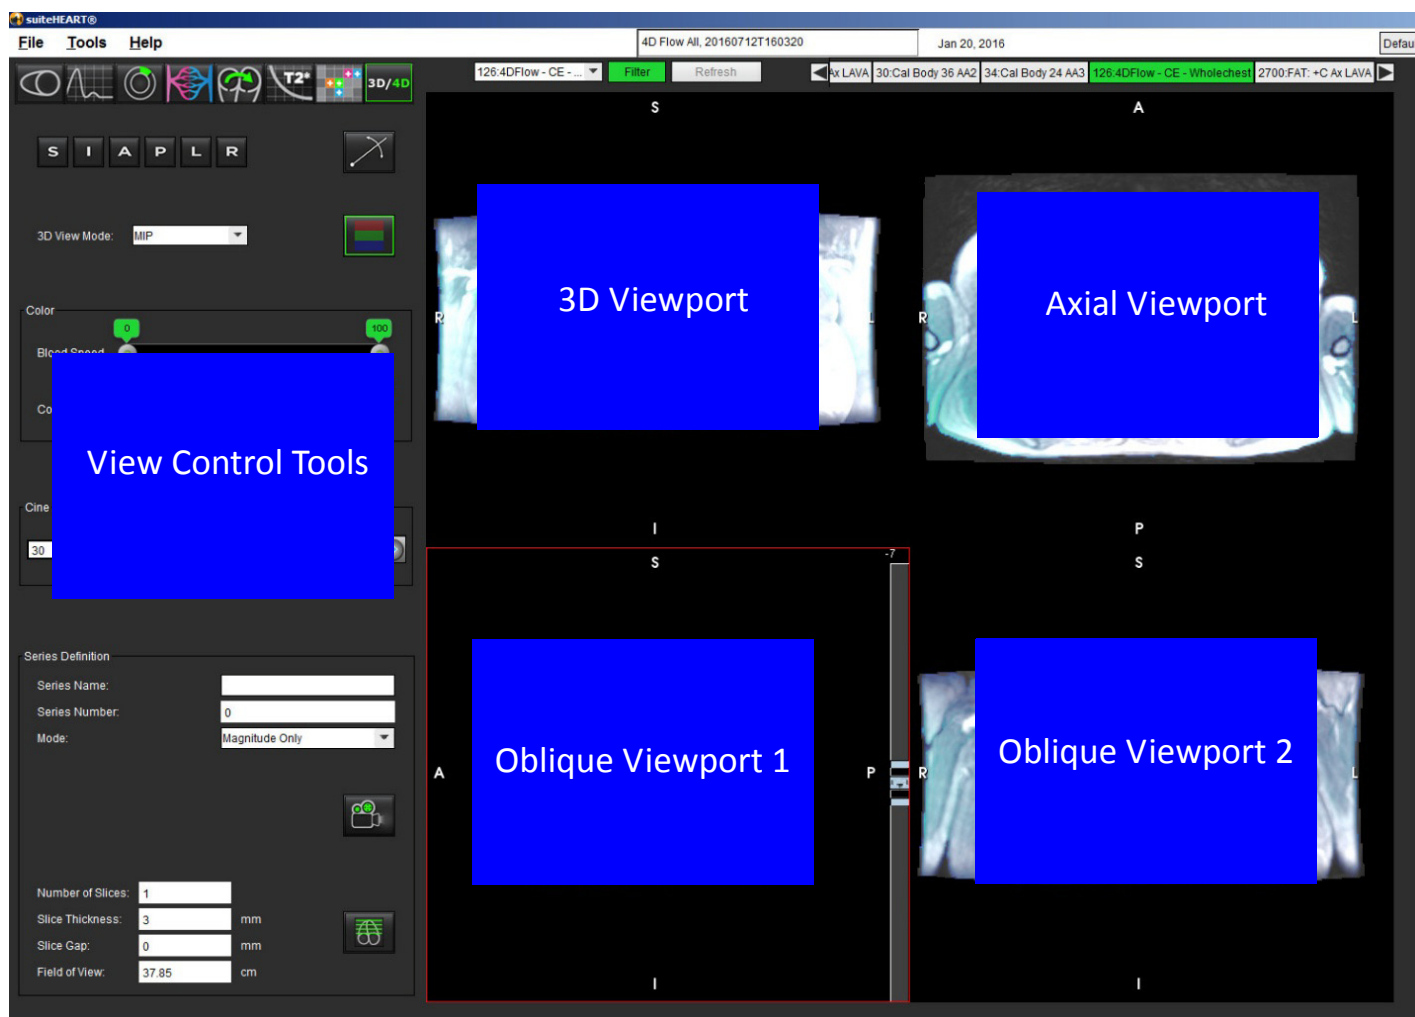 suiteHEART®
File Tools Help
4D Flow All, 20160712T160320
Jan 20, 2016
Defau
126:4DFlow - CE - ...
Filter
Refresh
Ax LAVA
30:Cal Body 36 AA2
34:Cal Body 24 AA3
126:4DFlow - CE - Wholechest
2700:FAT: +C Ax LAVA
T2*
3D/4D
S I A P L R
3D View Mode: MIP
Color
0
100
Blood Speed
Co
View Control Tools
Cine
30
Series Definition
Series Name:
Series Number: 0
Mode: Magnitude Only
Number of Slices: 1
Slice Thickness: 3 mm
Slice Gap: 0 mm
Field of View: 37.85 cm
S
R
3D Viewport
L
I
A
R
Axial Viewport
L
P
S
-7
A
Oblique Viewport 1
P
I
S
R
Oblique Viewport 2
L
I